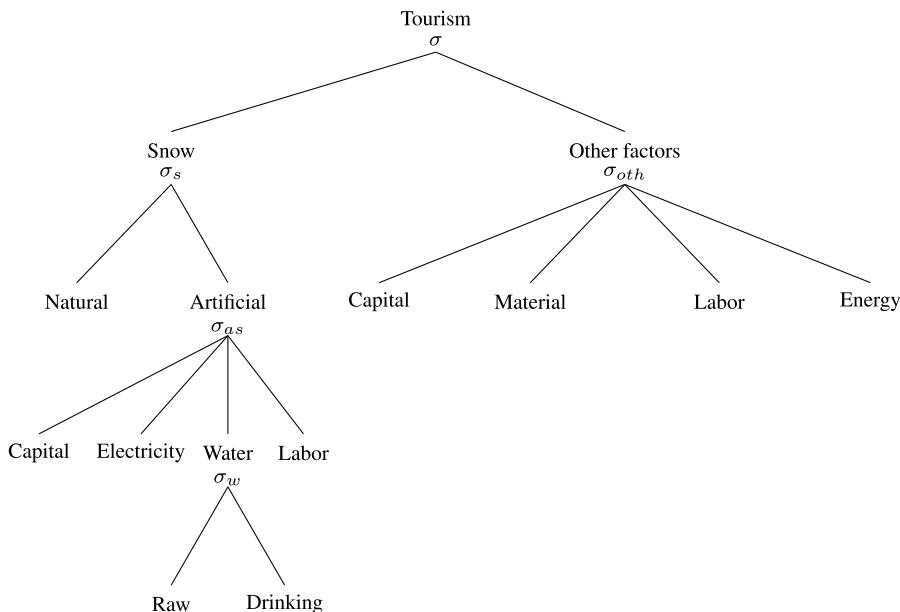 Tourism
σ
Snow
σ_s
Other factors
σ_oth
Natural
Artificial
σ_as
Capital
Material
Labor
Energy
Capital
Electricity
Water
σ_w
Labor
Raw
Drinking